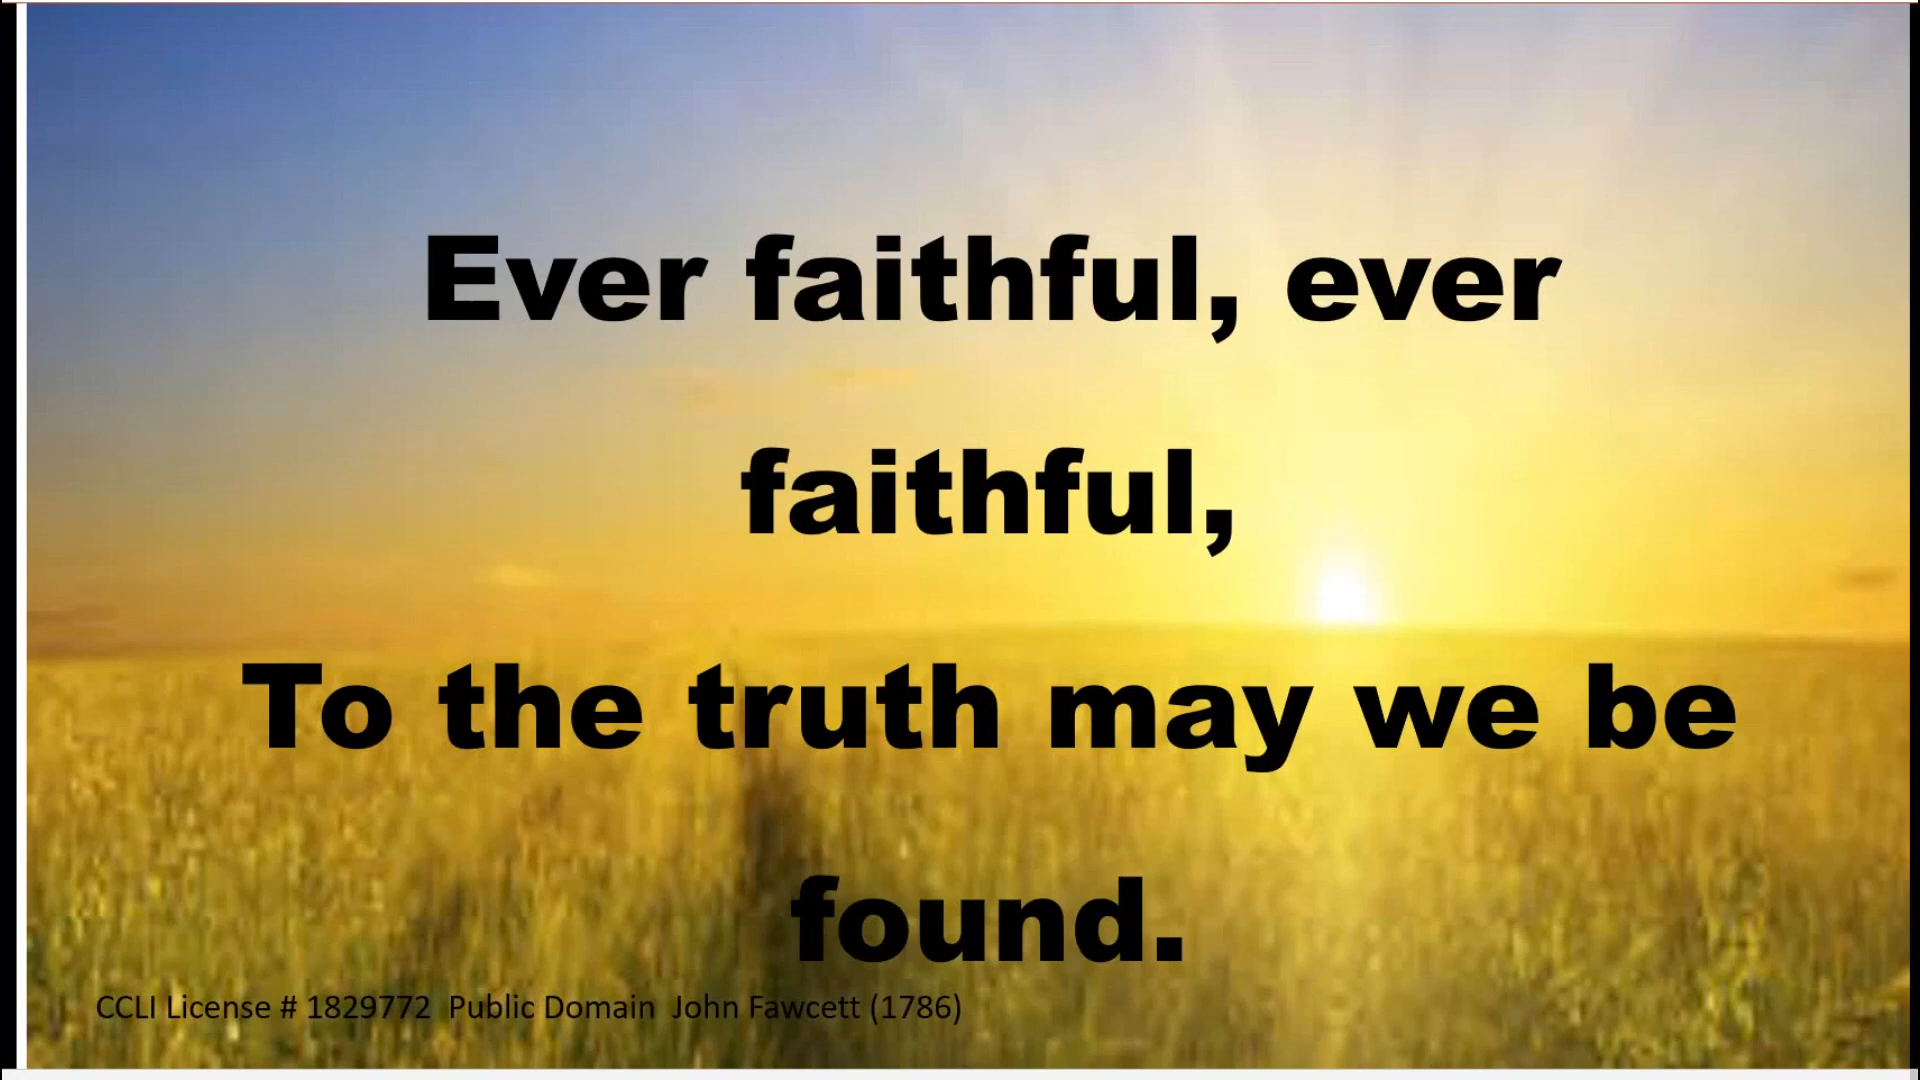 Ever faithful, ever
faithful,
To the truth may we be
found.
CCLI License # 1829772  Public Domain  John Fawcett (1786)